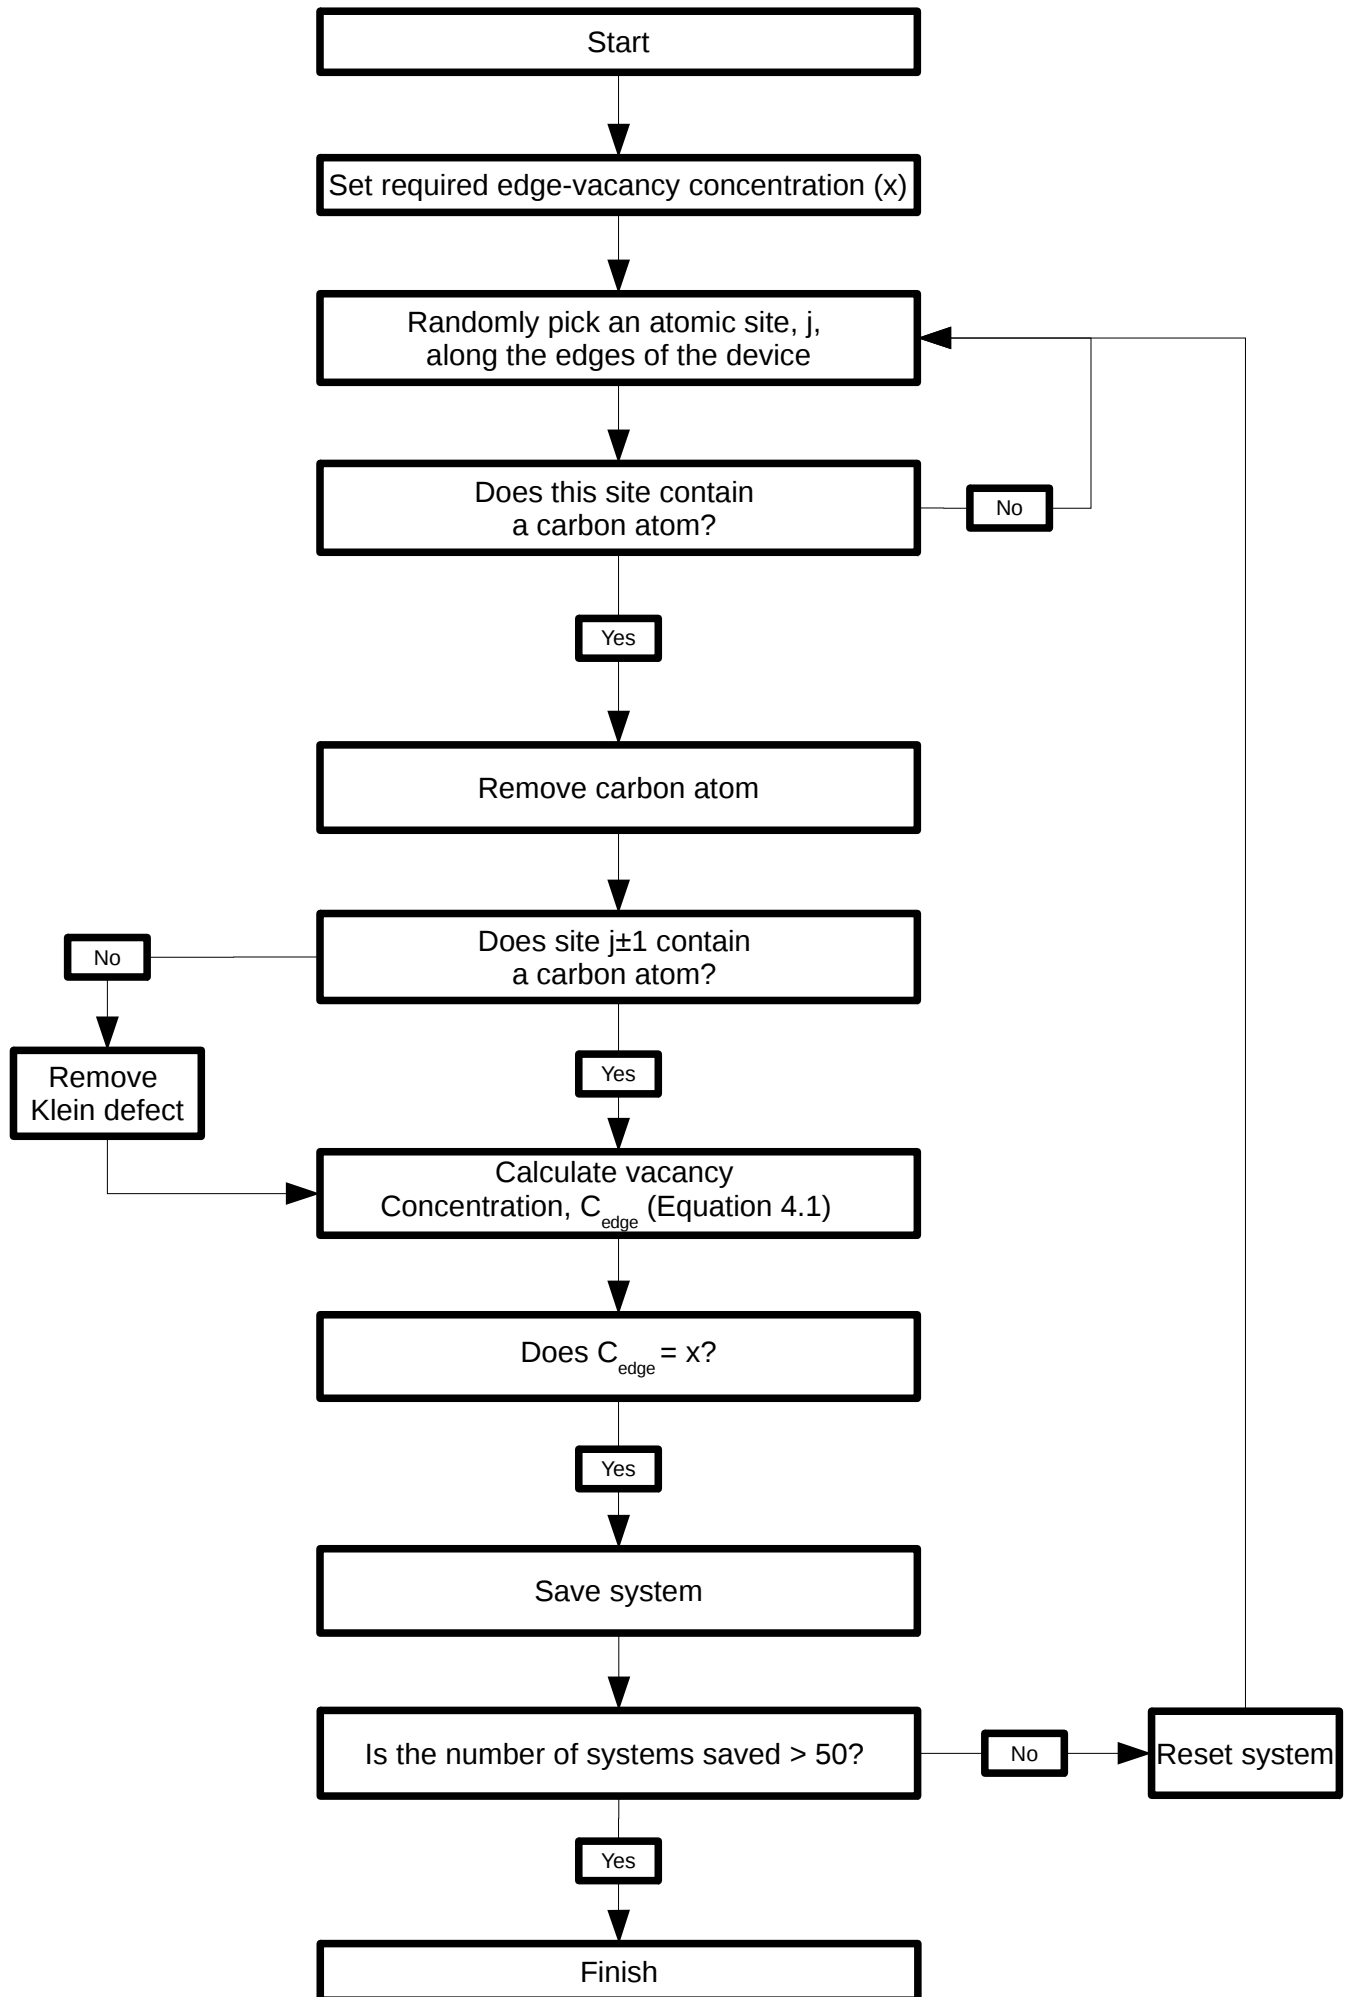 Start
Set required edge-vacancy concentration (x)
Randomly pick an atomic site, j,
along the edges of the device
Does this site contain
a carbon atom?
No
Yes
Remove carbon atom
Does site j±1 contain
a carbon atom?
No
Remove
Klein defect
Yes
Calculate vacancy
Concentration, C_edge (Equation 4.1)
Does C_edge = x?
Yes
Save system
Is the number of systems saved > 50?
No
Reset system
Yes
Finish